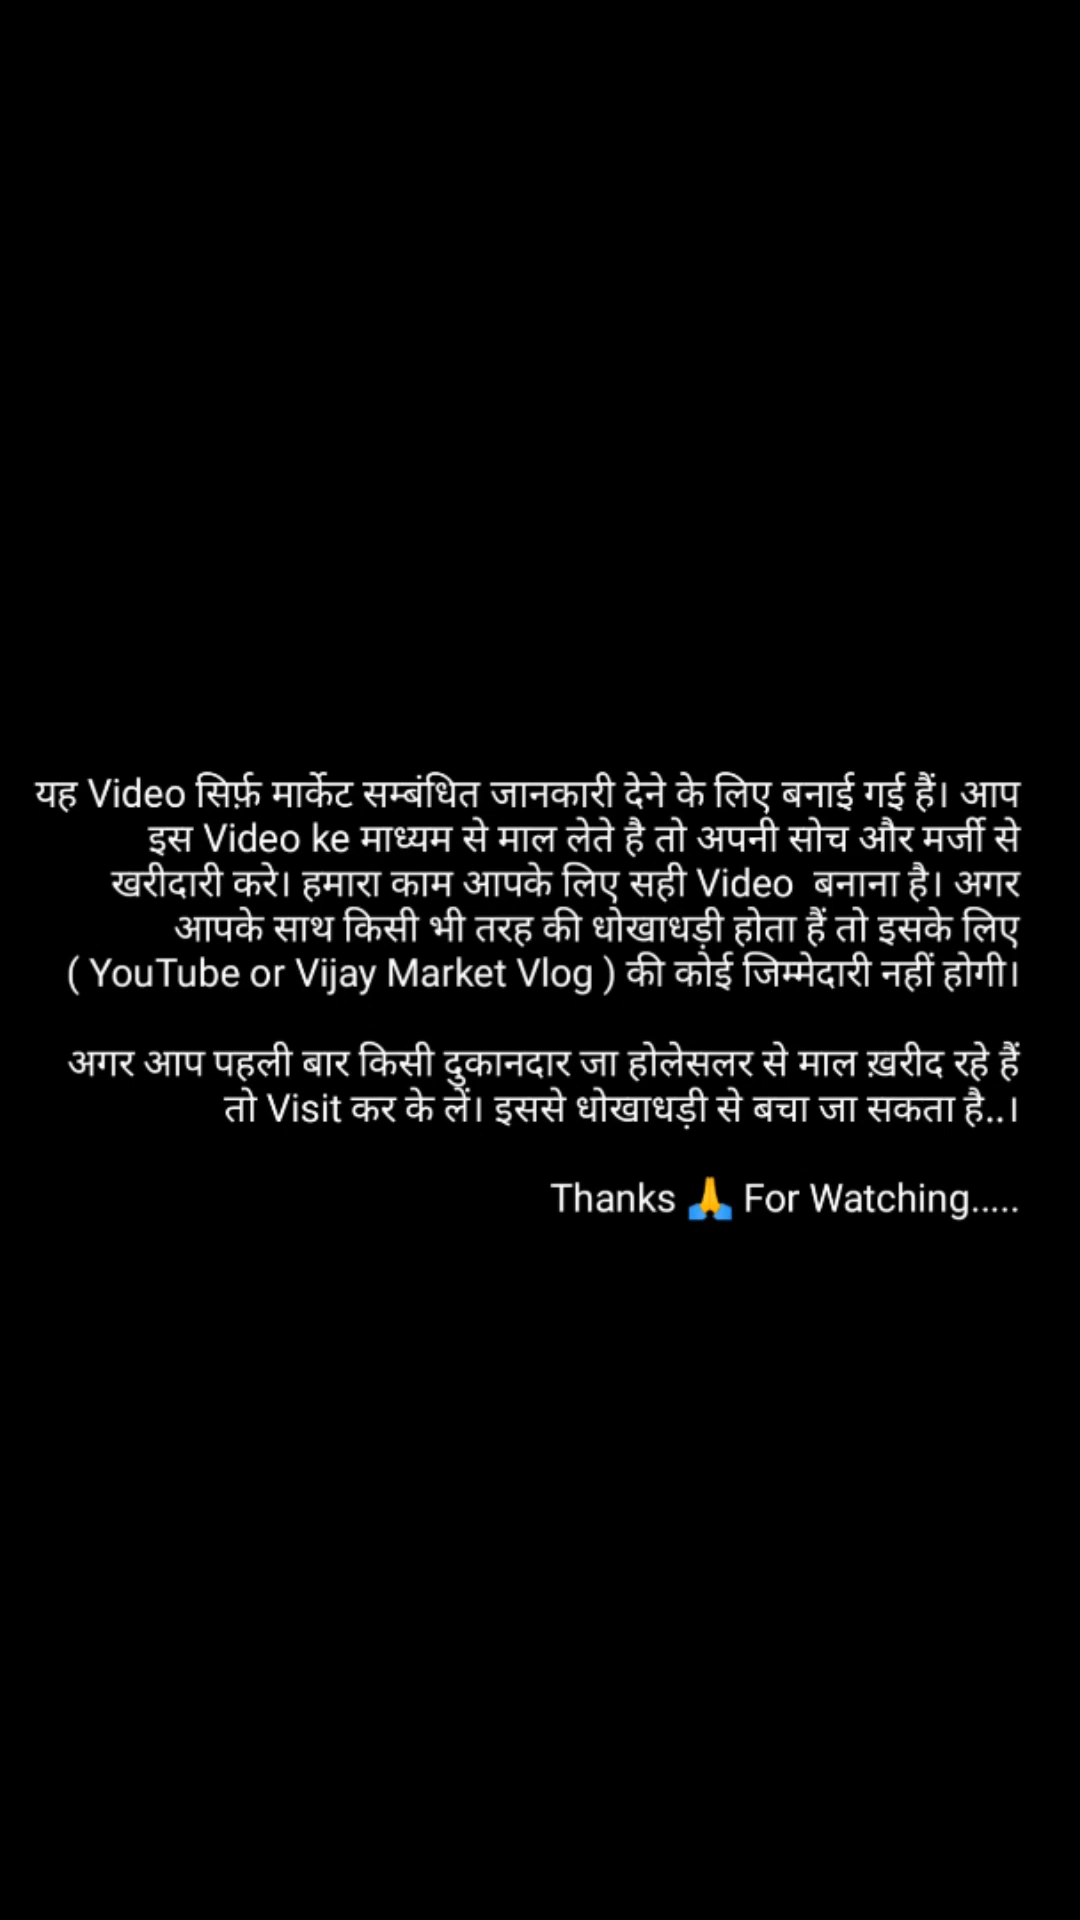 यह Video सिर्फ़ मार्केट सम्बंधित जानकारी देने के लिए बनाई गई हैं। आप
इस Video ke माध्यम से माल लेते है तो अपनी सोच और मर्जी से
खरीदारी करे। हमारा काम आपके लिए सही Video  बनाना है। अगर
आपके साथ किसी भी तरह की धोखाधड़ी होता हैं तो इसके लिए
( YouTube or Vijay Market Vlog ) की कोई जिम्मेदारी नहीं होगी।
अगर आप पहली बार किसी दुकानदार जा होलेसलर से माल ख़रीद रहे हैं
तो Visit कर के लें। इससे धोखाधड़ी से बचा जा सकता है..।
Thanks 🙏 For Watching.....